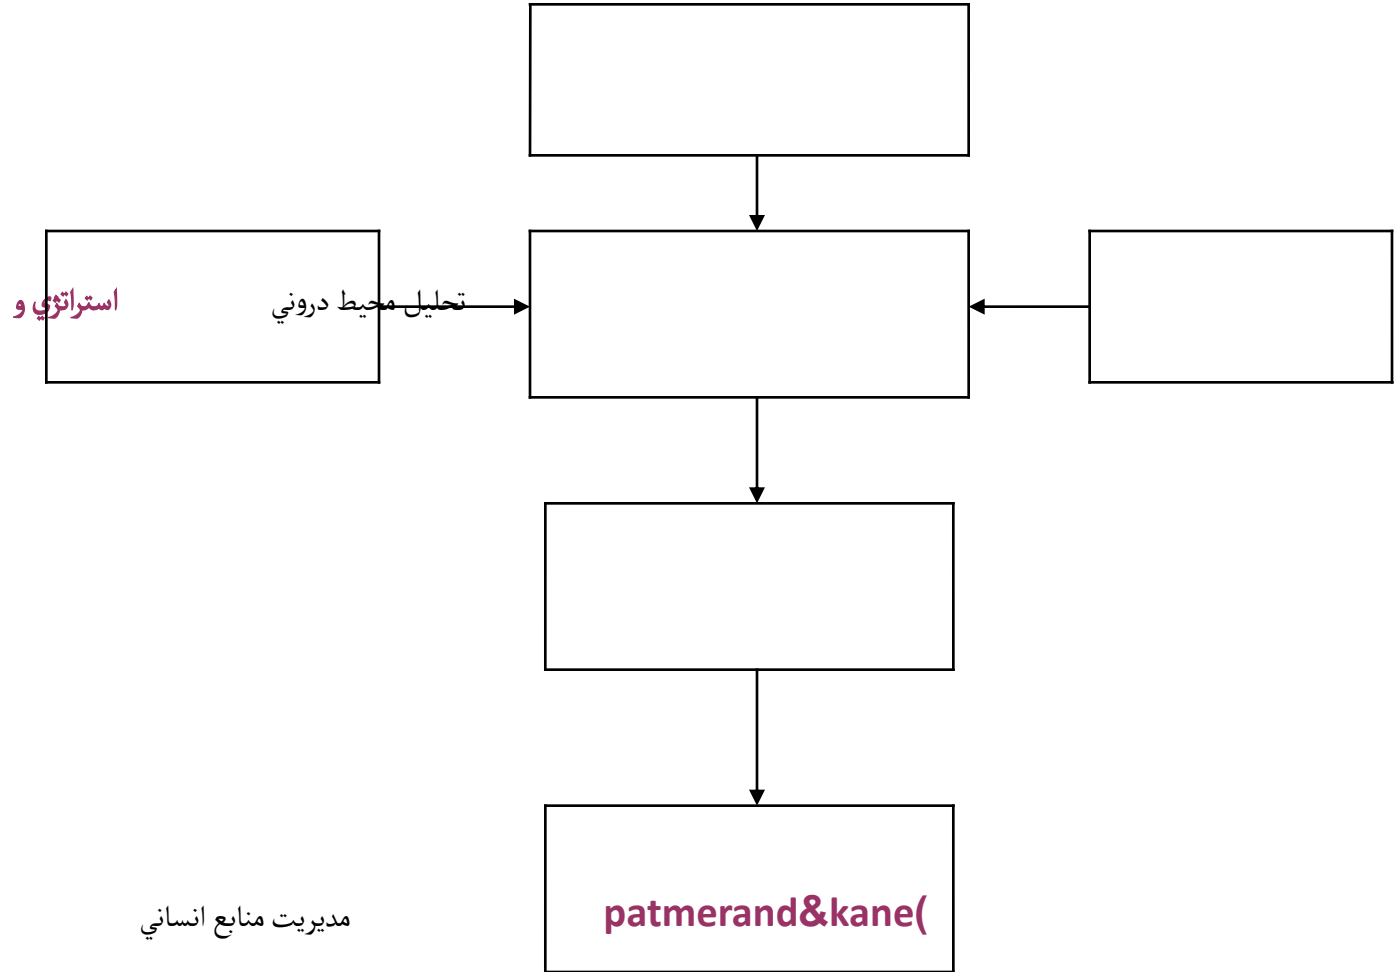 تحليل محيط دروني
استراتژي و
patmerand&kane(
مديريت منابع انساني